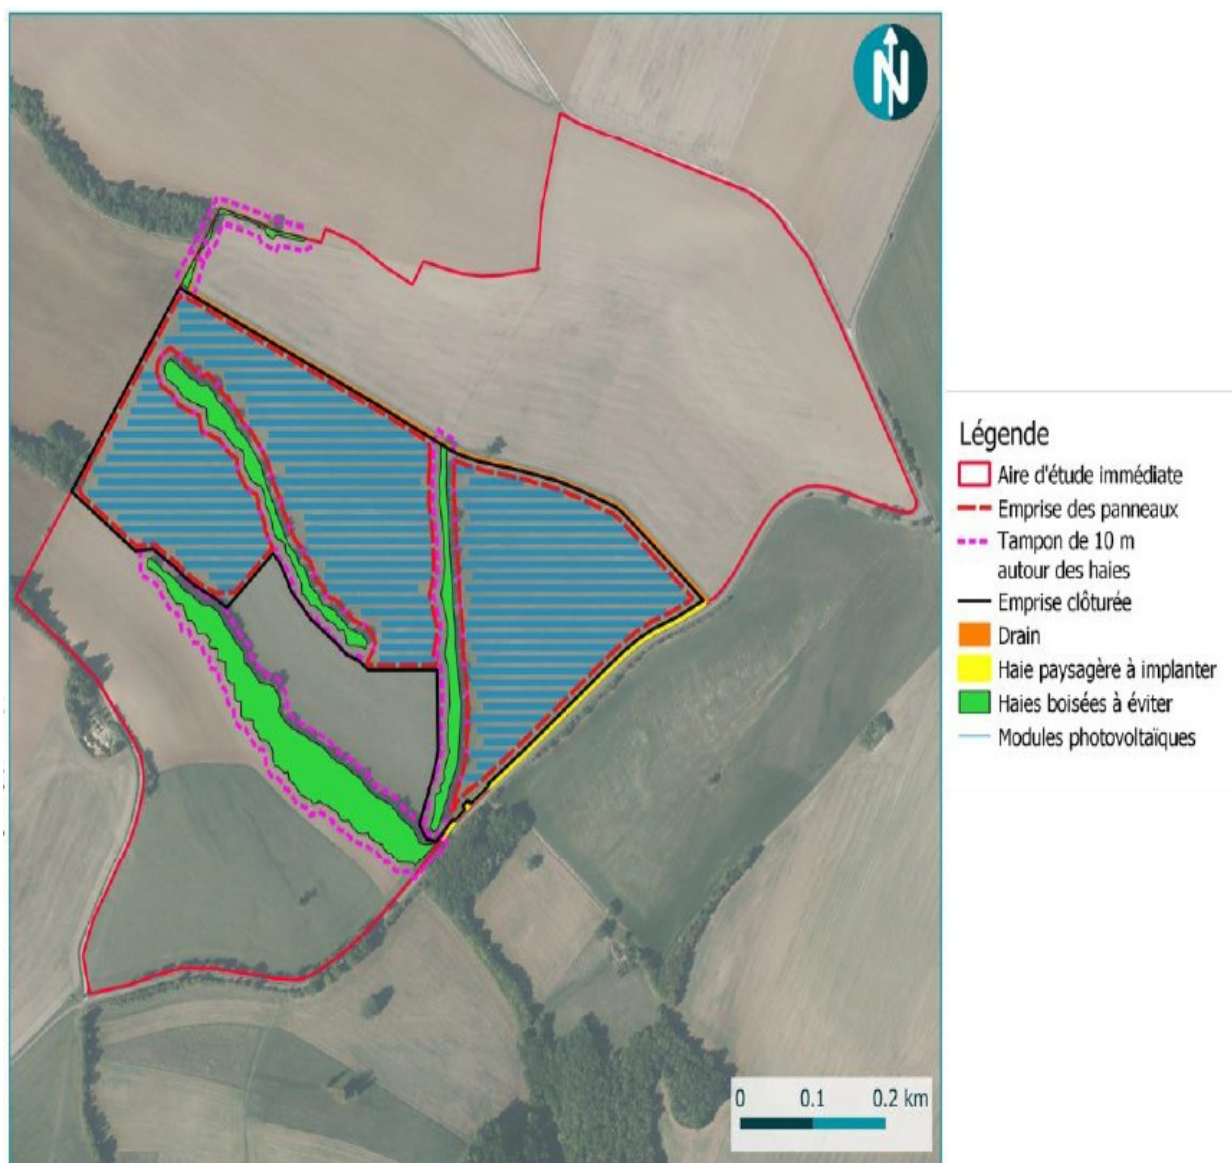 N
Légende
Aire d'étude immédiate
Emprise des panneaux
Tampon de 10 m
autour des haies
Emprise clôturée
Drain
Haie paysagère à implanter
Haies boisées à éviter
Modules photovoltaïques
0 0.1 0.2 km